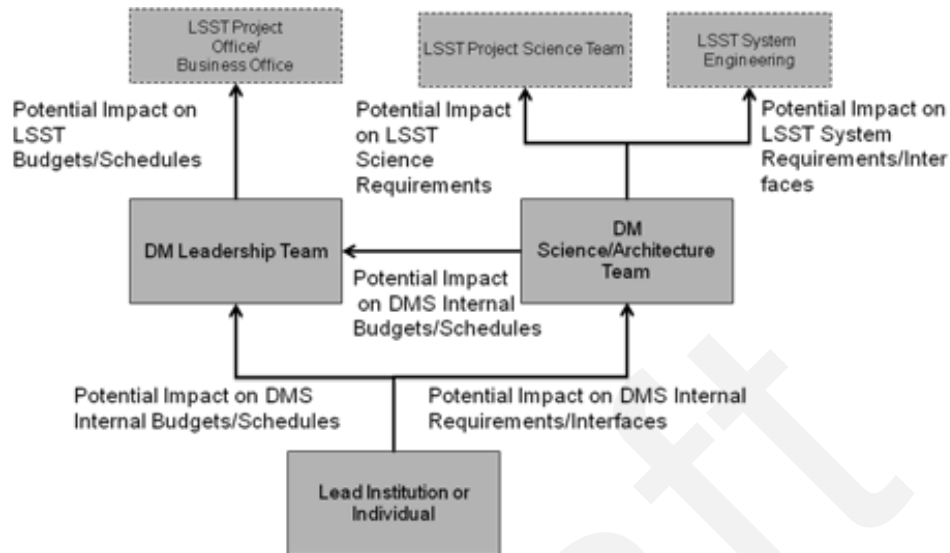 LSST Project
Office/
Business Office
LSST Project Science Team
LSST System
Engineering
Potential Impact on
LSST
Budgets/Schedules
Potential Impact
on LSST
Science
Requirements
Potential Impact on
LSST System
Requirements/Inter
faces
DM Leadership Team
DM
Science/Architecture
Team
Potential Impact
on DMS Internal
Budgets/Schedules
Potential Impact on DMS
Internal Budgets/Schedules
Potential Impact on DMS Internal
Requirements/Interfaces
Lead Institution or
Individual